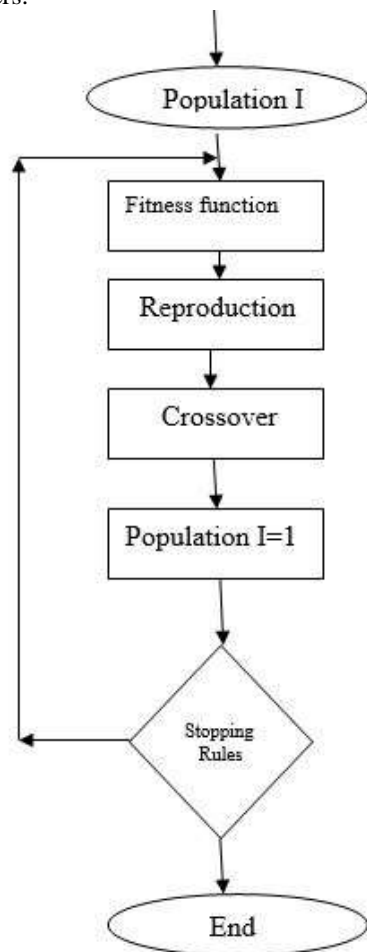 Population I
Fitness function
Reproduction
Crossover
Population I=1
Stopping
Rules
End